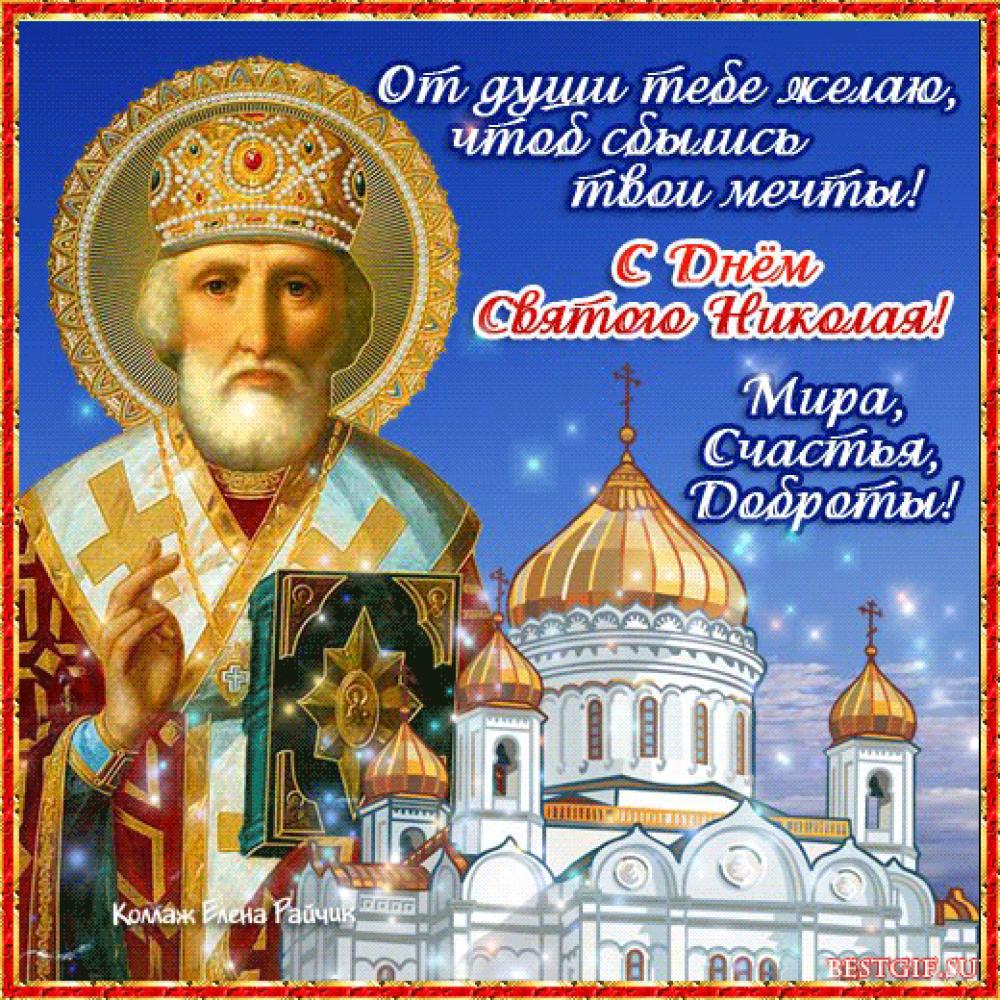 От души тебе желаю,
чтоб сбылись
твои мечты!
С Днём
Святого Николая!
Мира,
Счастья,
Доброты!
Коллаж Елена Райчик
BESTGIF.SU